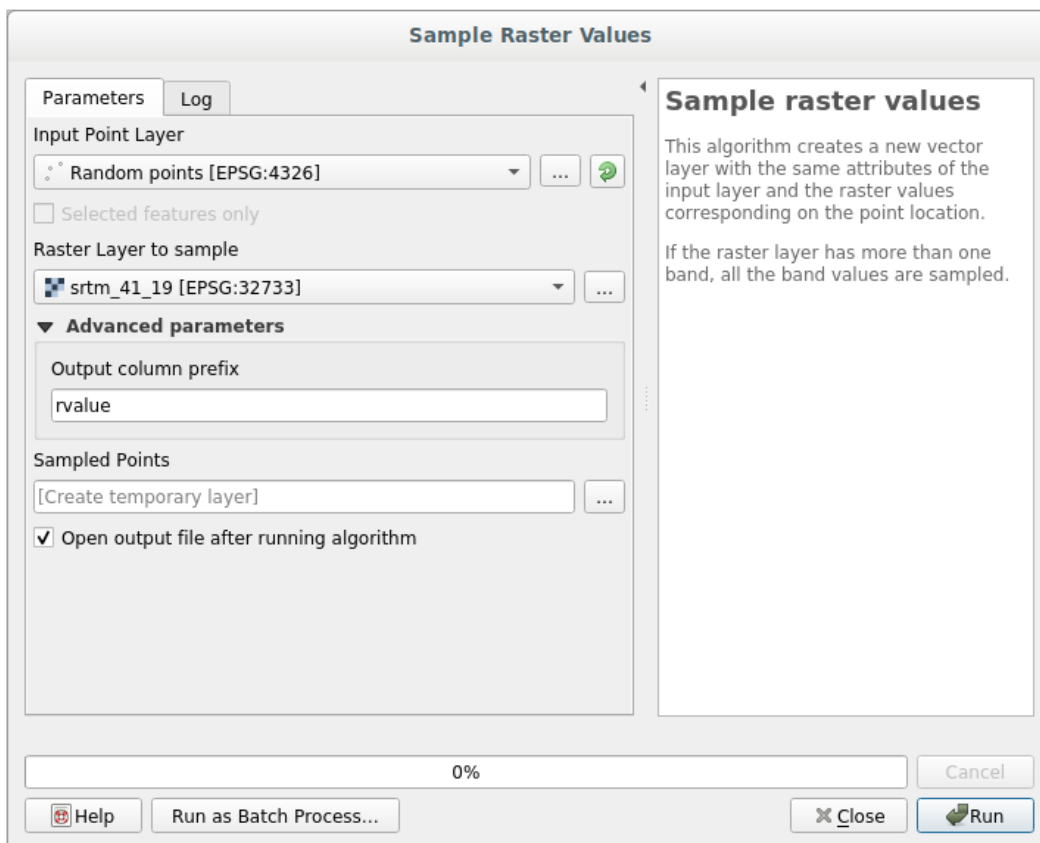 Sample Raster Values
Parameters
Log
Input Point Layer
Random points [EPSG:4326]
...
Selected features only
Raster Layer to sample
srtm_41_19 [EPSG:32733]
...
Advanced parameters
Output column prefix
rvalue
Sampled Points
[Create temporary layer]
...
Open output file after running algorithm
Sample raster values
This algorithm creates a new vector
layer with the same attributes of the
input layer and the raster values
corresponding on the point location.
If the raster layer has more than one
band, all the band values are sampled.
0%
Cancel
Help
Run as Batch Process...
Close
Run